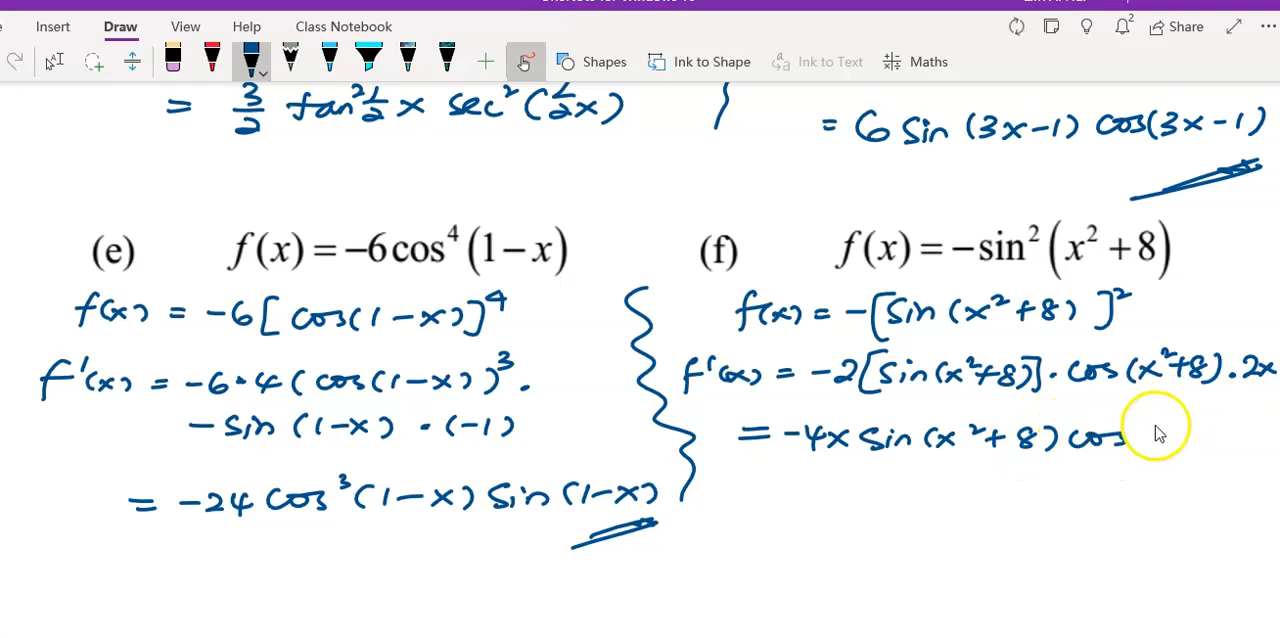 Insert Draw View Help Class Notebook Share
Shapes Ink to Shape Ink to Text Maths
= 3/2 tan² ½x sec² (½x)
= 6 sin (3x-1) cos(3x-1)
(e) f(x) = -6cos⁴(1-x)
f(x) = -6[cos(1-x)]⁴
f'(x) = -6·4(cos(1-x))³ ·
-sin (1-x) · (-1)
= -24 cos³(1-x) sin (1-x)
(f) f(x) = -sin²(x²+8)
f(x) = -[sin (x²+8) ]²
f'(x) = -2[sin(x²+8)] · cos(x²+8) · 2x
= -4x sin(x²+8) cos